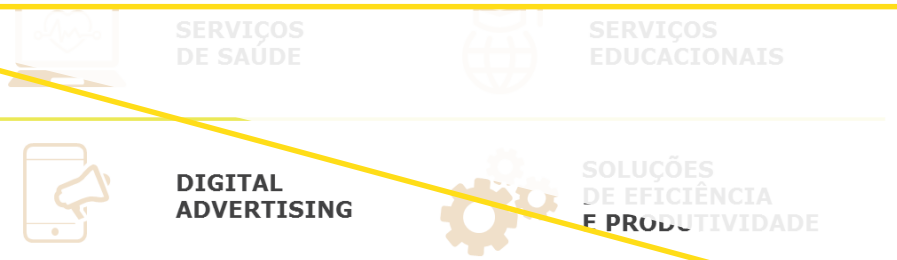 SERVIÇOS
DE SAÚDE
SERVIÇOS
EDUCACIONAIS
DIGITAL
ADVERTISING
SOLUÇÕES
DE EFICIÊNCIA
E PRODUTIVIDADE